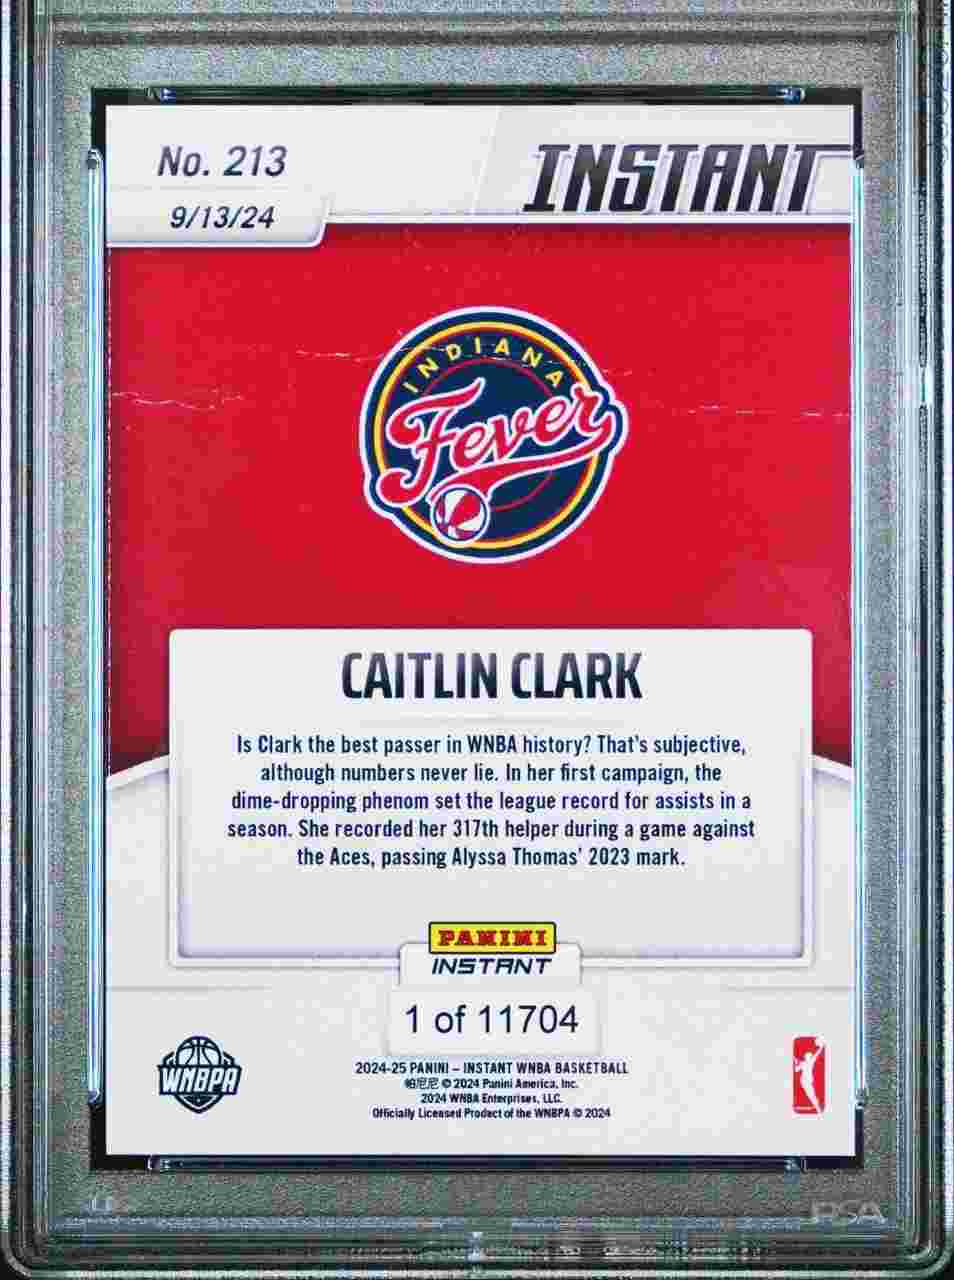 No. 213
INSTANT
9/13/24
INDIANA
Fever
CAITLIN CLARK
Is Clark the best passer in WNBA history? That's subjective,
although numbers never lie. In her first campaign, the
dime-dropping phenom set the league record for assists in a
season. She recorded her 317th helper during a game against
the Aces, passing Alyssa Thomas' 2023 mark.
PANINI
INSTANT
1 of 11704
WNBPA
2024-25 PANINI – INSTANT WNBA BASKETBALL
帕尼尼 © 2024 Panini America, Inc.
2024 WNBA Enterprises, LLC.
Officially Licensed Product of the WNBPA © 2024
PSA